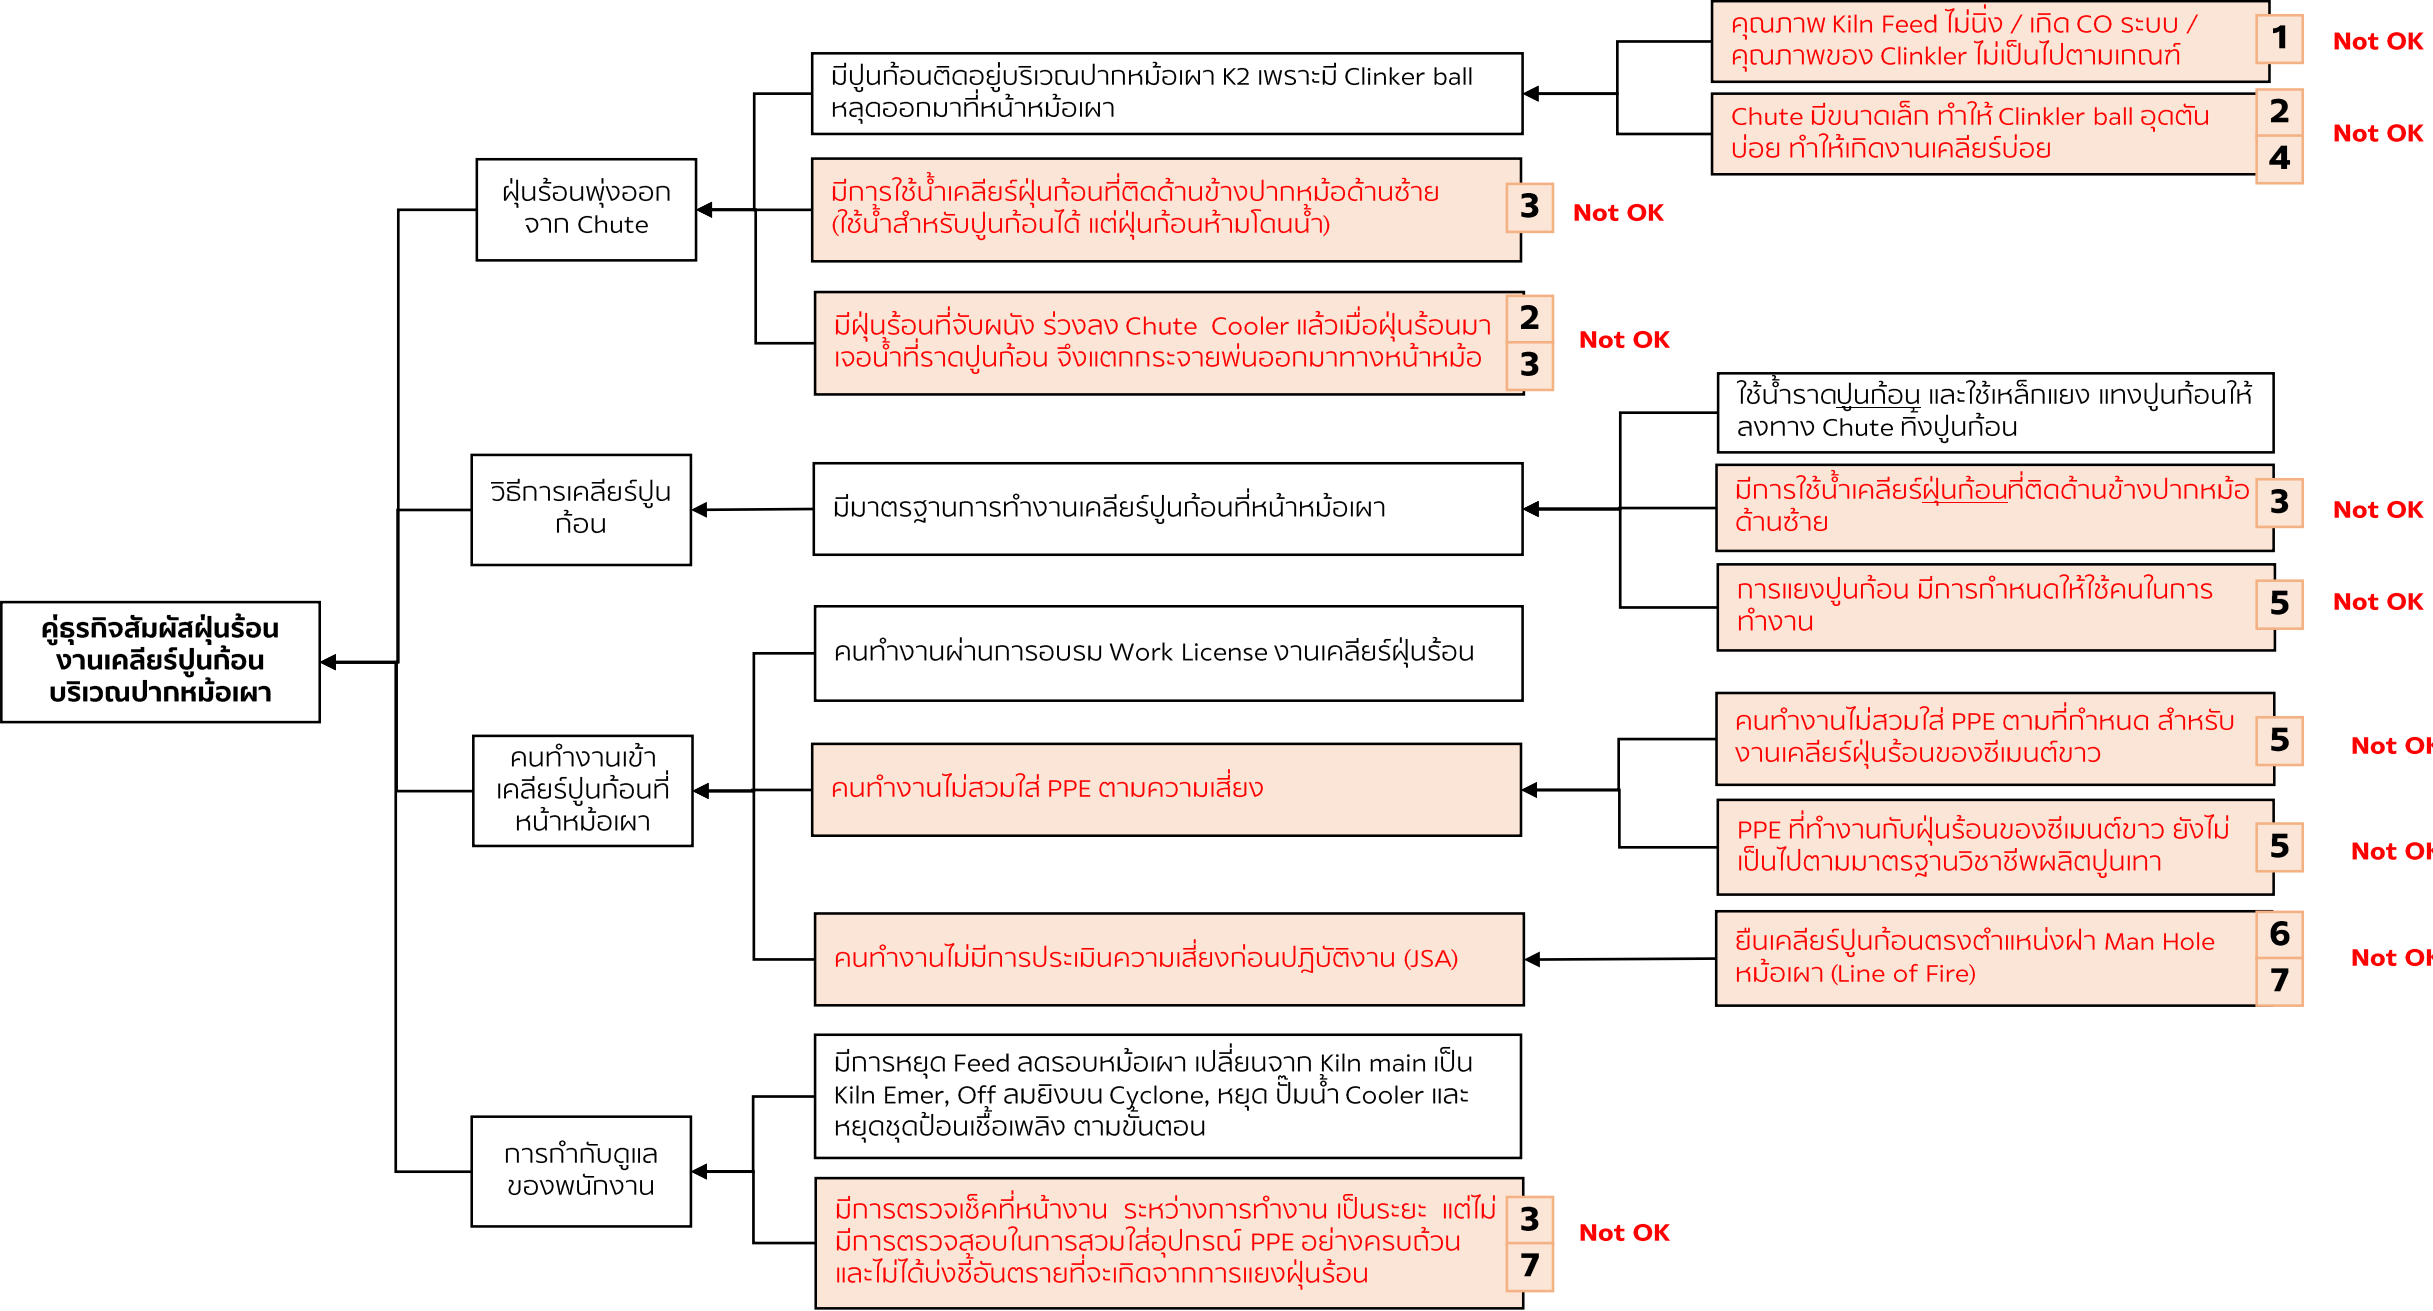 คุณภาพ Kiln Feed ไม่นิ่ง / เกิด CO ระบบ /
คุณภาพของ Clinkler ไม่เป็นไปตามเกณฑ์
1
Not OK
มีปูนก้อนติดอยู่บริเวณปากหม้อเผา K2 เพราะมี Clinker ball
หลุดออกมาที่หน้าหม้อเผา
Chute มีขนาดเล็ก ทำให้ Clinkler ball อุดตัน
บ่อย ทำให้เกิดงานเคลียร์บ่อย
2
4
Not OK
ฝุ่นร้อนพุ่งออก
จาก Chute
มีการใช้น้ำเคลียร์ฝุ่นก้อนที่ติดด้านข้างปากหม้อด้านซ้าย
(ใช้น้ำสำหรับปูนก้อนได้ แต่ฝุ่นก้อนห้ามโดนน้ำ)
3
Not OK
มีฝุ่นร้อนที่จับผนัง ร่วงลง Chute Cooler แล้วเมื่อฝุ่นร้อนมา
เจอน้ำที่ราดปูนก้อน จึงแตกกระจายพ่นออกมาทางหน้าหม้อ
2
3
Not OK
ใช้น้ำราดปูนก้อน และใช้เหล็กแยง แทงปูนก้อนให้
ลงทาง Chute ทิ้งปูนก้อน
วิธีการเคลียร์ปูน
ก้อน
มีมาตรฐานการทำงานเคลียร์ปูนก้อนที่หน้าหม้อเผา
มีการใช้น้ำเคลียร์ฝุ่นก้อนที่ติดด้านข้างปากหม้อ
ด้านซ้าย
3
Not OK
การแยงปูนก้อน มีการกำหนดให้ใช้คนในการ
ทำงาน
5
Not OK
คู่ธุรกิจสัมผัสฝุ่นร้อน
งานเคลียร์ปูนก้อน
บริเวณปากหม้อเผา
คนทำงานผ่านการอบรม Work License งานเคลียร์ฝุ่นร้อน
คนทำงานเข้า
เคลียร์ปูนก้อนที่
หน้าหม้อเผา
คนทำงานไม่สวมใส่ PPE ตามความเสี่ยง
คนทำงานไม่สวมใส่ PPE ตามที่กำหนด สำหรับ
งานเคลียร์ฝุ่นร้อนของซีเมนต์ขาว
5
Not OK
PPE ที่ทำงานกับฝุ่นร้อนของซีเมนต์ขาว ยังไม่
เป็นไปตามมาตรฐานวิชาชีพผลิตปูนเทา
5
Not OK
คนทำงานไม่มีการประเมินความเสี่ยงก่อนปฎิบัติงาน (JSA)
ยืนเคลียร์ปูนก้อนตรงตำแหน่งฝา Man Hole
หม้อเผา (Line of Fire)
6
7
Not OK
มีการหยุด Feed ลดรอบหม้อเผา เปลี่ยนจาก Kiln main เป็น
Kiln Emer, Off ลมยิงบน Cyclone, หยุด ปั๊มน้ำ Cooler และ
หยุดชุดป้อนเชื้อเพลิง ตามขั้นตอน
การกำกับดูแล
ของพนักงาน
มีการตรวจเช็คที่หน้างาน ระหว่างการทำงาน เป็นระยะ แต่ไม่
มีการตรวจสอบในการสวมใส่อุปกรณ์ PPE อย่างครบถ้วน
และไม่ได้บ่งชี้อันตรายที่จะเกิดจากการแยงฝุ่นร้อน
3
7
Not OK